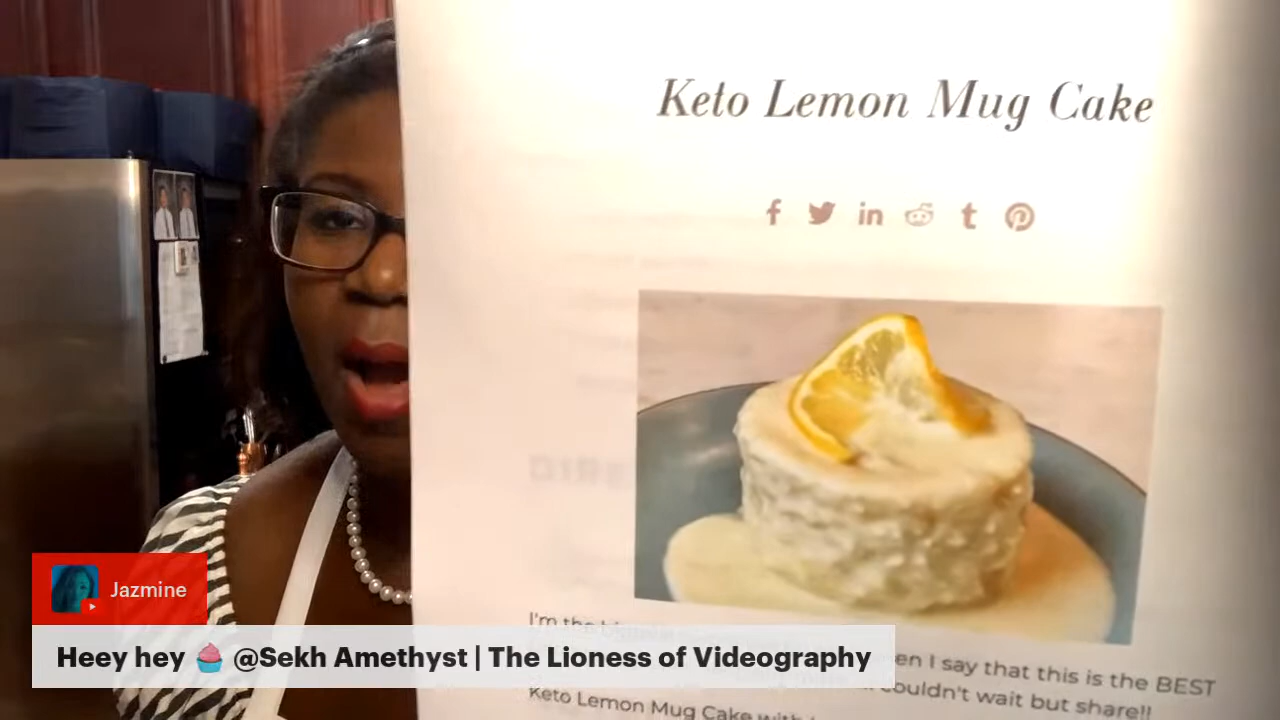 Keto Lemon Mug Cake
I'm the
en I say that this is the BEST
couldn't wait but share!!
Keto Lemon Mug Cake with
Jazmine
Heey hey 🧁 @Sekh Amethyst | The Lioness of Videography